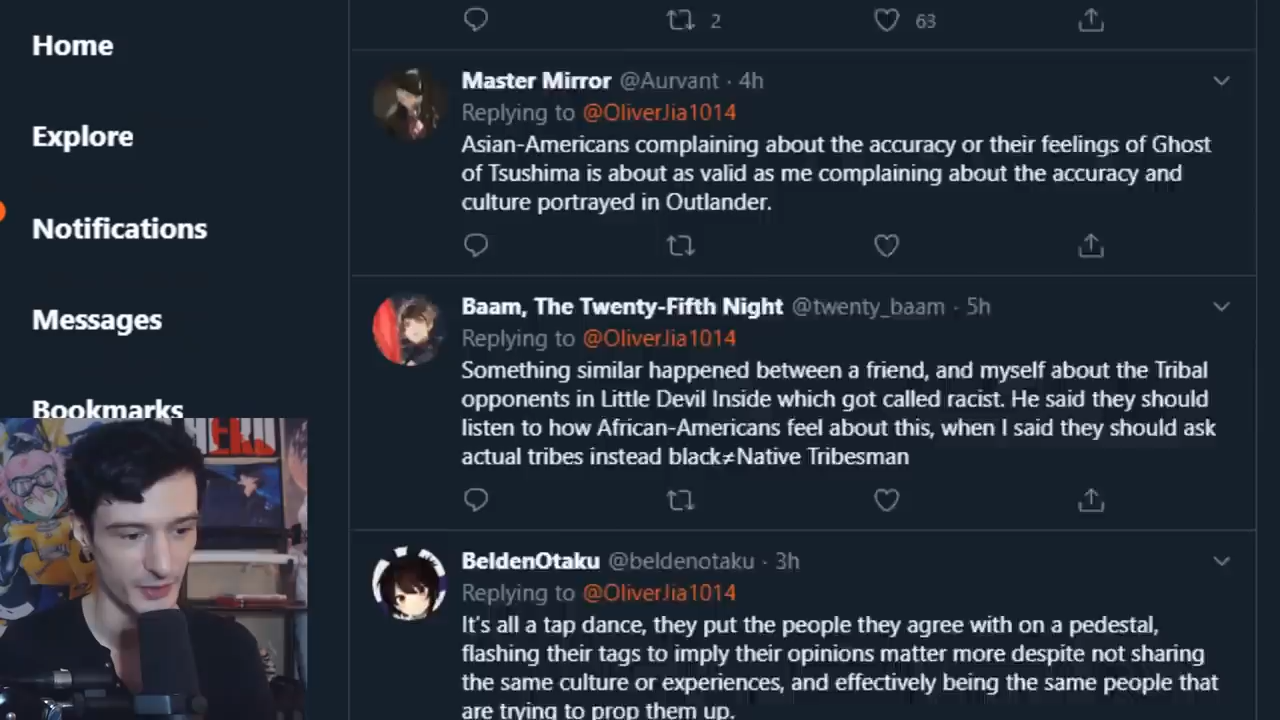 Home
Explore
Notifications
Messages
Bookmarks
2
63
Master Mirror @Aurvant · 4h
Replying to @OliverJia1014
Asian-Americans complaining about the accuracy or their feelings of Ghost
of Tsushima is about as valid as me complaining about the accuracy and
culture portrayed in Outlander.
Baam, The Twenty-Fifth Night @twenty_baam · 5h
Replying to @OliverJia1014
Something similar happened between a friend, and myself about the Tribal
opponents in Little Devil Inside which got called racist. He said they should
listen to how African-Americans feel about this, when I said they should ask
actual tribes instead black≠Native Tribesman
BeldenOtaku @beldenotaku · 3h
Replying to @OliverJia1014
It's all a tap dance, they put the people they agree with on a pedestal,
flashing their tags to imply their opinions matter more despite not sharing
the same culture or experiences, and effectively being the same people that
are trying to prop them up.